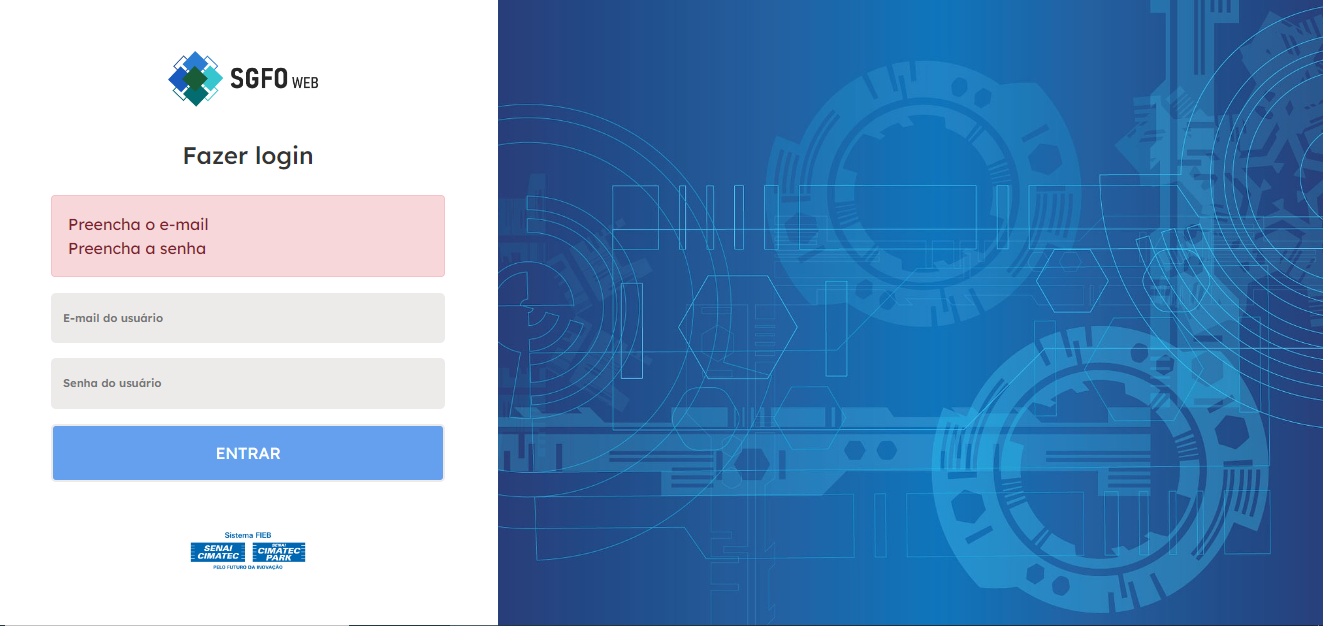 SGFO WEB
Fazer login
Preencha o e-mail
Preencha a senha
E-mail do usuário
Senha do usuário
ENTRAR
Sistema FIEB
SENAI CIMATEC
SENAI CIMATEC PARK
PELO FUTURO DA INOVAÇÃO